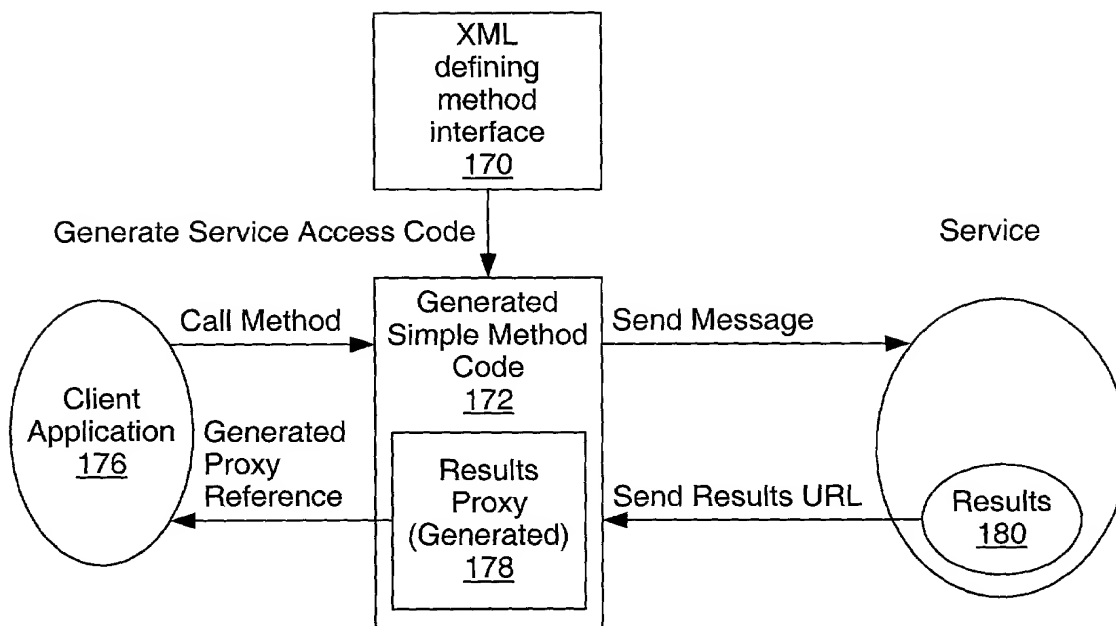 XML
defining
method
interface
170
Generate Service Access Code
Service
Call Method
Generated
Simple Method
Code
172
Send Message
Client
Application
176
Generated
Proxy
Reference
Results
Proxy
(Generated)
178
Send Results URL
Results
180